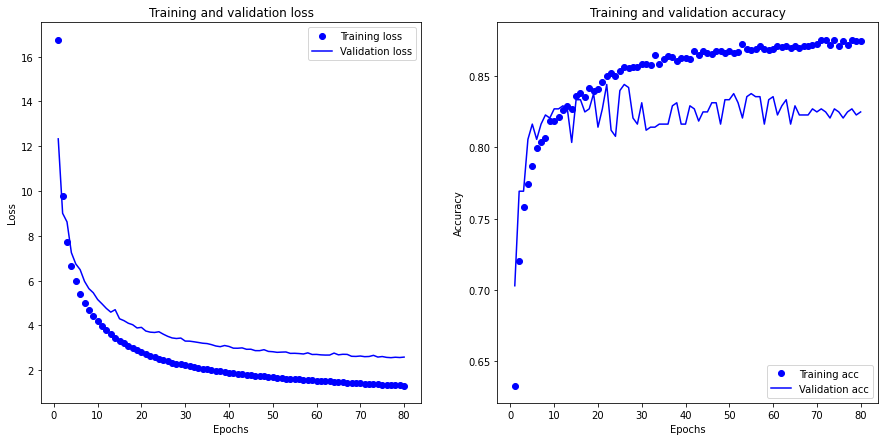 Training and validation loss
Training loss
Validation loss
16
14
12
10
8
6
4
2
Loss
0 10 20 30 40 50 60 70 80
Epochs
Training and validation accuracy
0.85
0.80
0.75
0.70
0.65
Accuracy
Training acc
Validation acc
0 10 20 30 40 50 60 70 80
Epochs